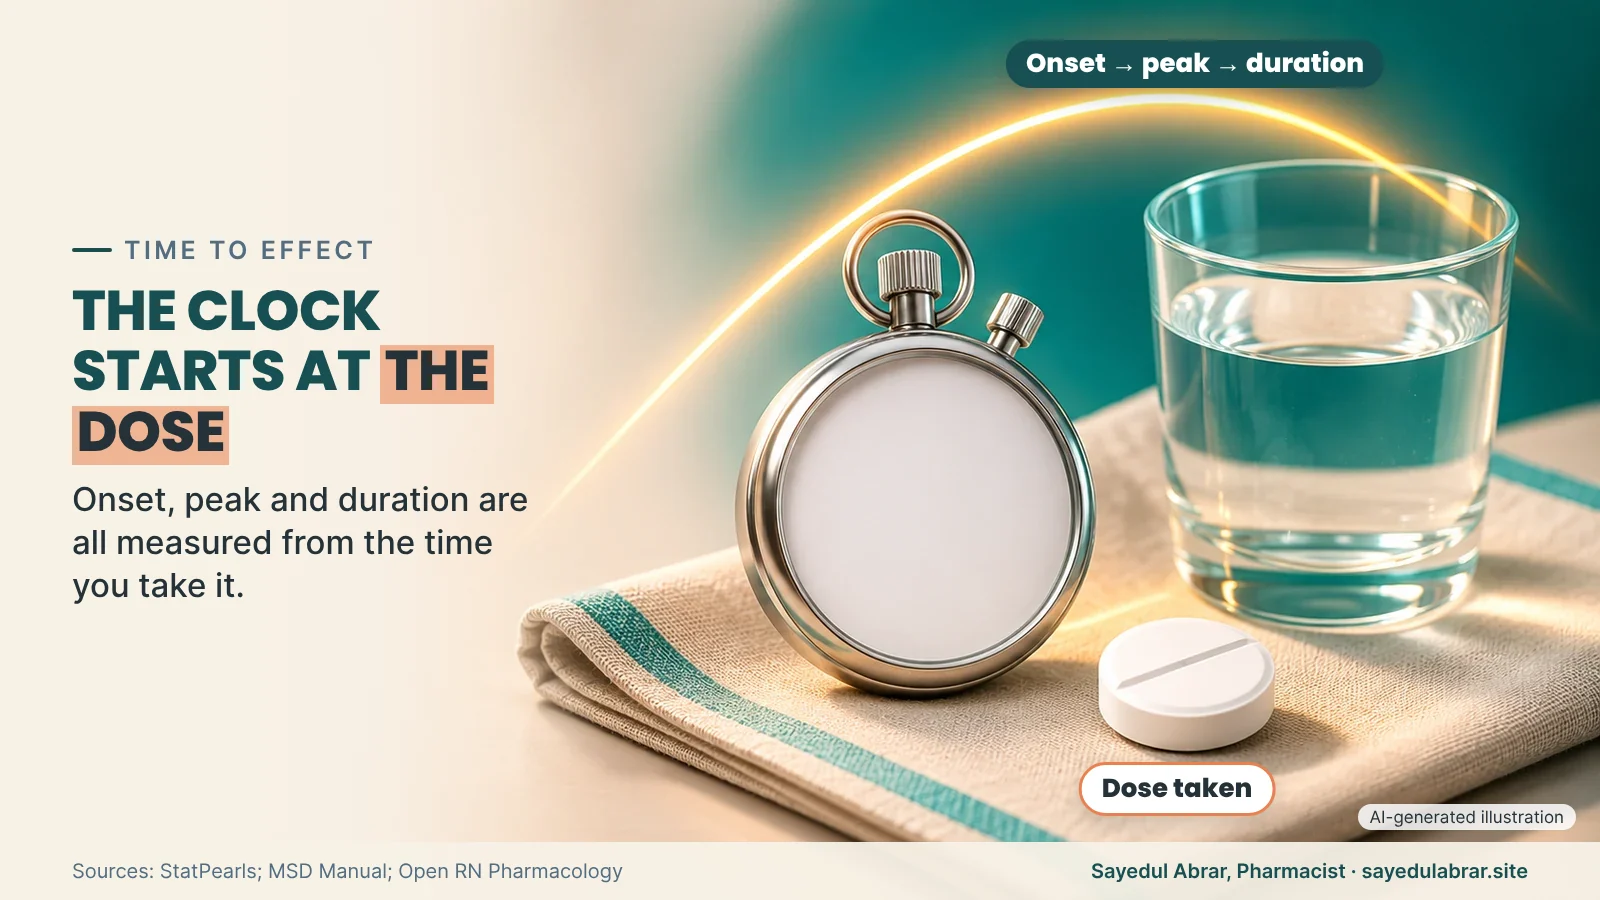 Onset → peak → duration
TIME TO EFFECT
THE CLOCK
STARTS AT THE
DOSE
Onset, peak and duration are
all measured from the time
you take it.
Dose taken
AI-generated illustration
Sources: StatPearls; MSD Manual; Open RN Pharmacology
Sayedul Abrar, Pharmacist · sayedulabrar.site